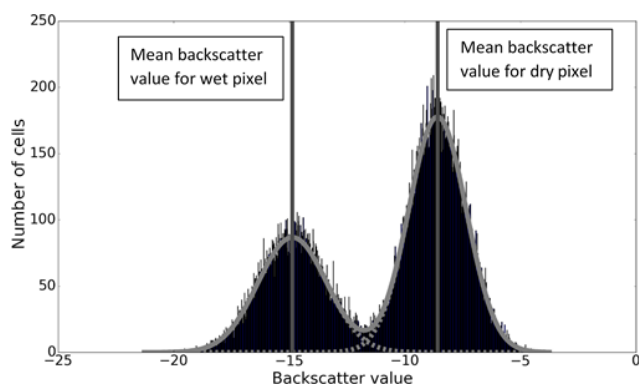 Mean backscatter
value for wet pixel
Mean backscatter
value for dry pixel
Number of cells
250
200
150
100
50
0
−25
−20
−15
−10
−5
0
Backscatter value